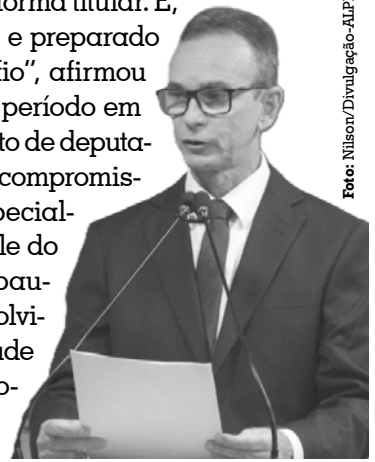 forma titular. E,
e preparado
fio”, afirmou
período em
to de deputa-
compromis-
pecial-
le do
pau-
olvi-
ade
o-
Foto: Nilson/Divulgação-ALP